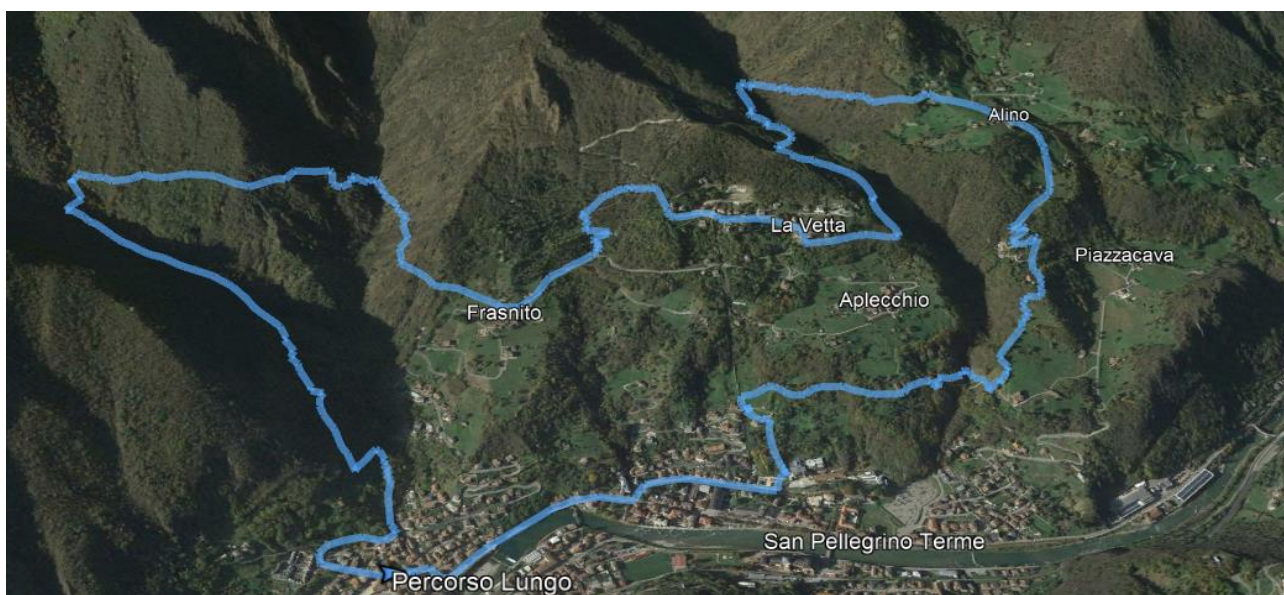 Alino
La Vetta
Piazzacava
Aplecchio
Frasnito
San Pellegrino Terme
Percorso Lungo